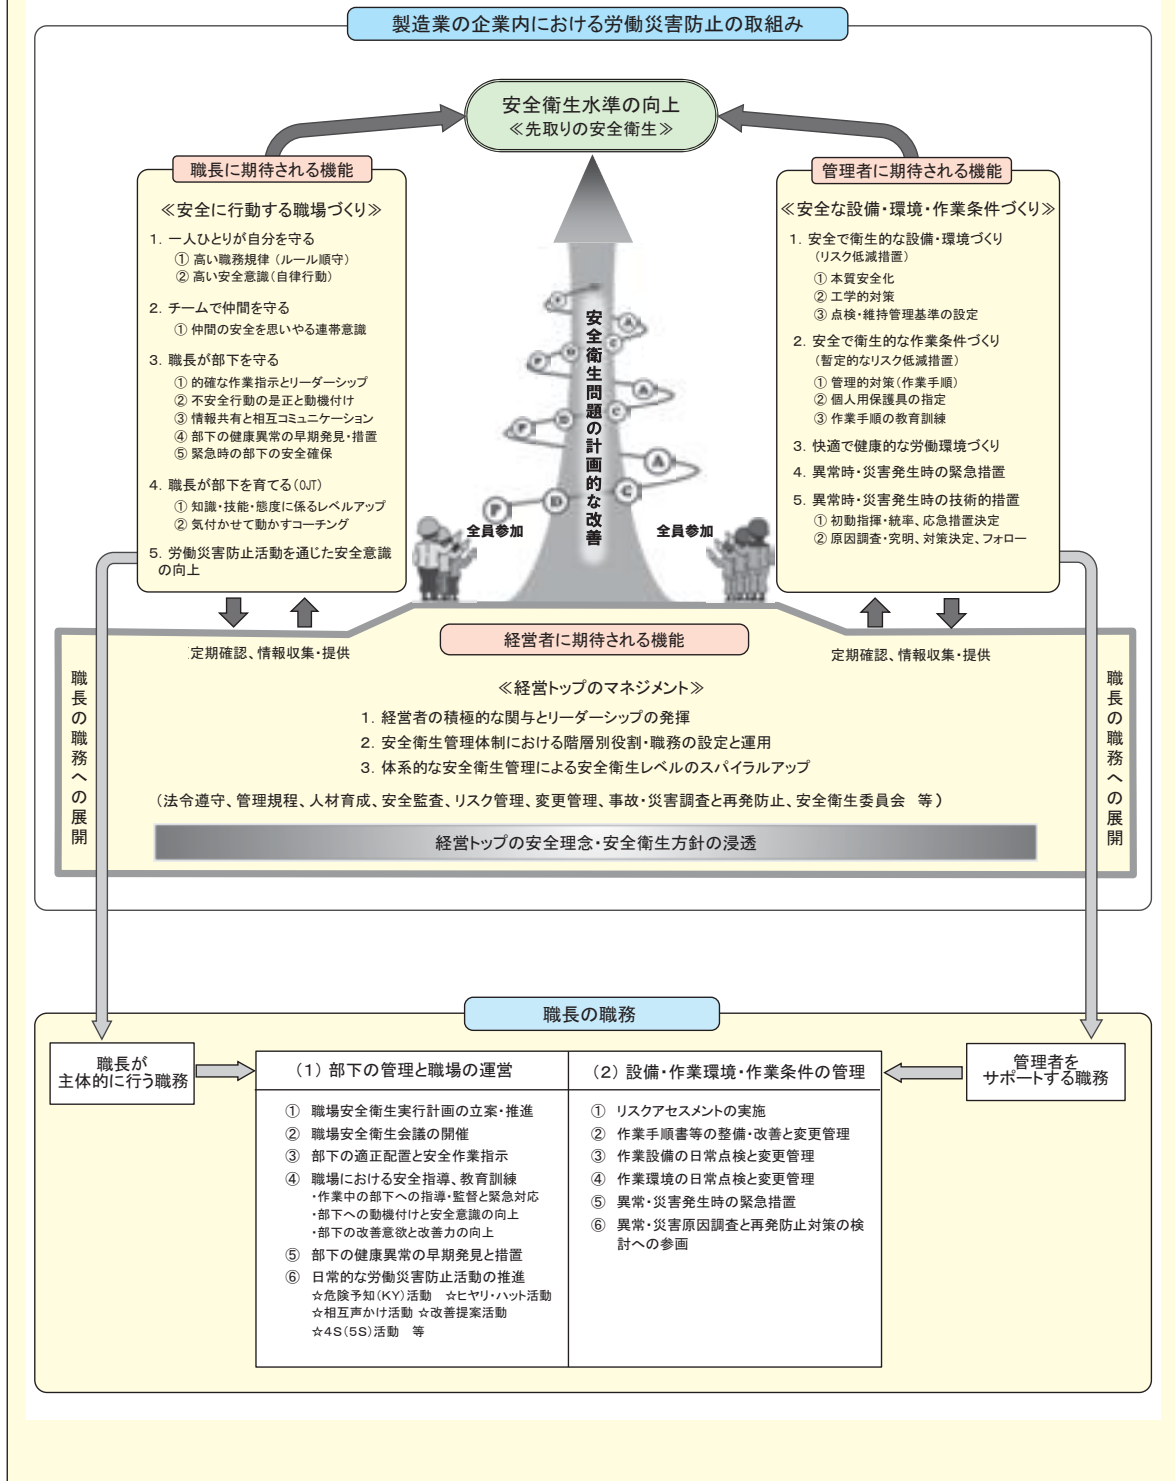 製造業の企業内における労働災害防止の取組み
安全衛生水準の向上
≪先取りの安全衛生≫
職長に期待される機能
≪安全に行動する職場づくり≫
1. 一人ひとりが自分を守る
① 高い職務規律（ルール順守）
② 高い安全意識（自律行動）
2. チームで仲間を守る
① 仲間の安全を思いやる連帯意識
3. 職長が部下を守る
① 的確な作業指示とリーダーシップ
② 不安全行動の是正と動機付け
③ 情報共有と相互コミュニケーション
④ 部下の健康異常の早期発見・措置
⑤ 緊急時の部下の安全確保
4. 職長が部下を育てる（OJT）
① 知識・技能・態度に係るレベルアップ
② 気付かせて動かすコーチング
5. 労働災害防止活動を通じた安全意識
の向上
安全衛生問題の計画的な改善
A
C
D
P
A
C
D
P
A
C
D
P
全員参加
全員参加
管理者に期待される機能
≪安全な設備・環境・作業条件づくり≫
1. 安全で衛生的な設備・環境づくり
（リスク低減措置）
① 本質安全化
② 工学的対策
③ 点検・維持管理基準の設定
2. 安全で衛生的な作業条件づくり
（暫定的なリスク低減措置）
① 管理的対策（作業手順）
② 個人用保護具の指定
③ 作業手順の教育訓練
3. 快適で健康的な労働環境づくり
4. 異常時・災害発生時の緊急措置
5. 異常時・災害発生時の技術的措置
① 初動指揮・統率、応急措置決定
② 原因調査・究明、対策決定、フォロー
定期確認、情報収集・提供
定期確認、情報収集・提供
職長の職務への展開
職長の職務への展開
経営者に期待される機能
≪経営トップのマネジメント≫
1. 経営者の積極的な関与とリーダーシップの発揮
2. 安全衛生管理体制における階層別役割・職務の設定と運用
3. 体系的な安全衛生管理による安全衛生レベルのスパイラルアップ
（法令遵守、管理規程、人材育成、安全監査、リスク管理、変更管理、事故・災害調査と再発防止、安全衛生委員会　等）
経営トップの安全理念・安全衛生方針の浸透
職長の職務
職長が
主体的に行う職務
（1）部下の管理と職場の運営
① 職場安全衛生実行計画の立案・推進
② 職場安全衛生会議の開催
③ 部下の適正配置と安全作業指示
④ 職場における安全指導、教育訓練
・作業中の部下への指導・監督と緊急対応
・部下への動機付けと安全意識の向上
・部下の改善意欲と改善力の向上
⑤ 部下の健康異常の早期発見と措置
⑥ 日常的な労働災害防止活動の推進
☆危険予知（KY）活動　☆ヒヤリ・ハット活動
☆相互声かけ活動 ☆改善提案活動
☆4S（5S）活動　等
（2）設備・作業環境・作業条件の管理
① リスクアセスメントの実施
② 作業手順書等の整備・改善と変更管理
③ 作業設備の日常点検と変更管理
④ 作業環境の日常点検と変更管理
⑤ 異常・災害発生時の緊急措置
⑥ 異常・災害原因調査と再発防止対策の検
討への参画
管理者を
サポートする職務